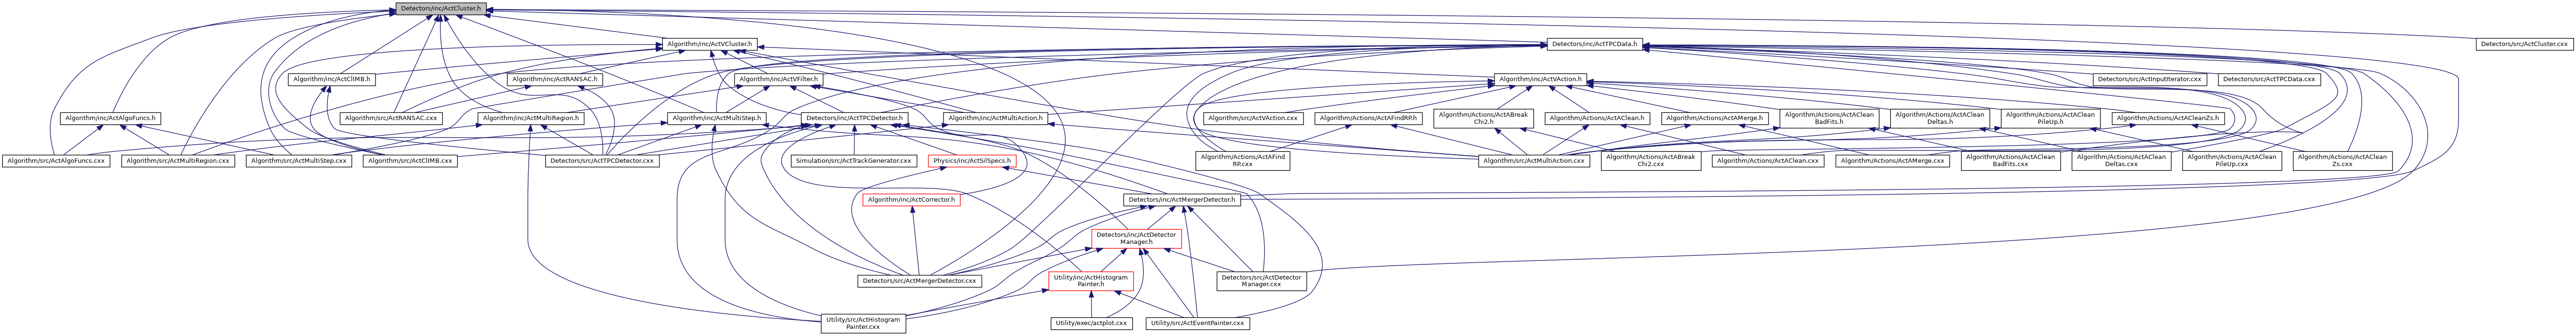 Detectors/inc/ActCluster.h
Algorithm/inc/ActVCluster.h
Detectors/inc/ActTPCData.h
Detectors/src/ActCluster.cxx
Algorithm/inc/ActCIIMB.h
Algorithm/inc/ActRANSAC.h
Algorithm/inc/ActVFilter.h
Algorithm/inc/ActVAction.h
Detectors/src/ActInputIterator.cxx
Detectors/src/ActTPCData.cxx
Algorithm/inc/ActAlgoFuncs.h
Algorithm/src/ActRANSAC.cxx
Algorithm/inc/ActMultiRegion.h
Algorithm/inc/ActMultiStep.h
Detectors/inc/ActTPCDetector.h
Algorithm/inc/ActMultiAction.h
Algorithm/src/ActVAction.cxx
Algorithm/Actions/ActAFindRP.h
Algorithm/Actions/ActABreak
Chi2.h
Algorithm/Actions/ActAClean.h
Algorithm/Actions/ActAMerge.h
Algorithm/Actions/ActAClean
BadFits.h
Algorithm/Actions/ActAClean
Deltas.h
Algorithm/Actions/ActAClean
PileUp.h
Algorithm/Actions/ActACleanZs.h
Algorithm/src/ActAlgoFuncs.cxx
Algorithm/src/ActMultiRegion.cxx
Algorithm/src/ActMultiStep.cxx
Algorithm/src/ActCIIMB.cxx
Detectors/src/ActTPCDetector.cxx
Simulation/src/ActTrackGenerator.cxx
Physics/inc/ActSilSpecs.h
Algorithm/Actions/ActAFind
RP.cxx
Algorithm/src/ActMultiAction.cxx
Algorithm/Actions/ActABreak
Chi2.cxx
Algorithm/Actions/ActAClean.cxx
Algorithm/Actions/ActAMerge.cxx
Algorithm/Actions/ActAClean
BadFits.cxx
Algorithm/Actions/ActAClean
Deltas.cxx
Algorithm/Actions/ActAClean
PileUp.cxx
Algorithm/Actions/ActAClean
Zs.cxx
Algorithm/inc/ActCorrector.h
Detectors/inc/ActMergerDetector.h
Detectors/inc/ActDetector
Manager.h
Detectors/src/ActMergerDetector.cxx
Utility/inc/ActHistogram
Painter.h
Detectors/src/ActDetector
Manager.cxx
Utility/src/ActHistogram
Painter.cxx
Utility/exec/actplot.cxx
Utility/src/ActEventPainter.cxx